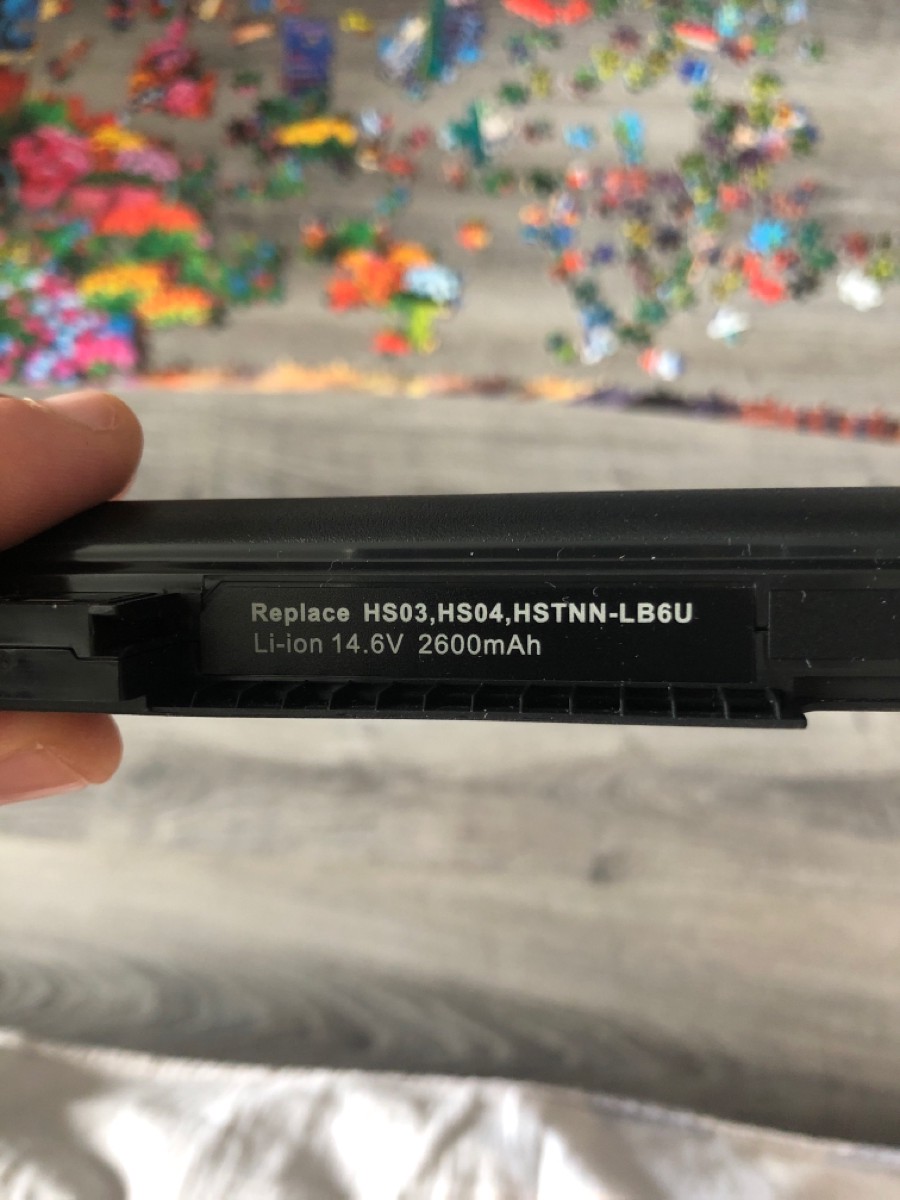 Replace HS03,HS04,HSTNN-LB6U
Li-ion 14.6V 2600mAh